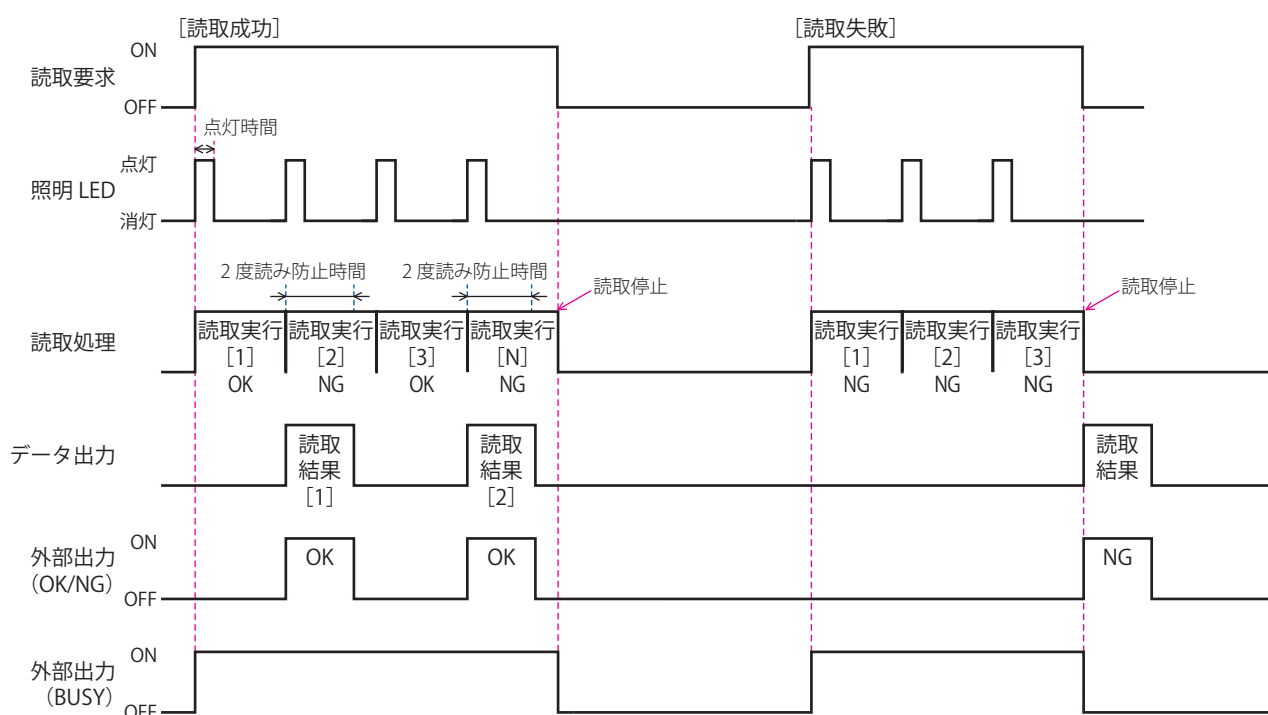 ［読取成功］
［読取失敗］
読取要求
ON
OFF
点灯時間
照明 LED
点灯
消灯
2 度読み防止時間
2 度読み防止時間
読取停止
読取停止
読取処理
読取実行
［1］
OK
読取実行
［2］
NG
読取実行
［3］
OK
読取実行
［N］
NG
読取実行
［1］
NG
読取実行
［2］
NG
読取実行
［3］
NG
データ出力
読取
結果
［1］
読取
結果
［2］
読取
結果
外部出力
（OK/NG）
ON
OFF
OK
OK
NG
外部出力
（BUSY）
ON
OFF